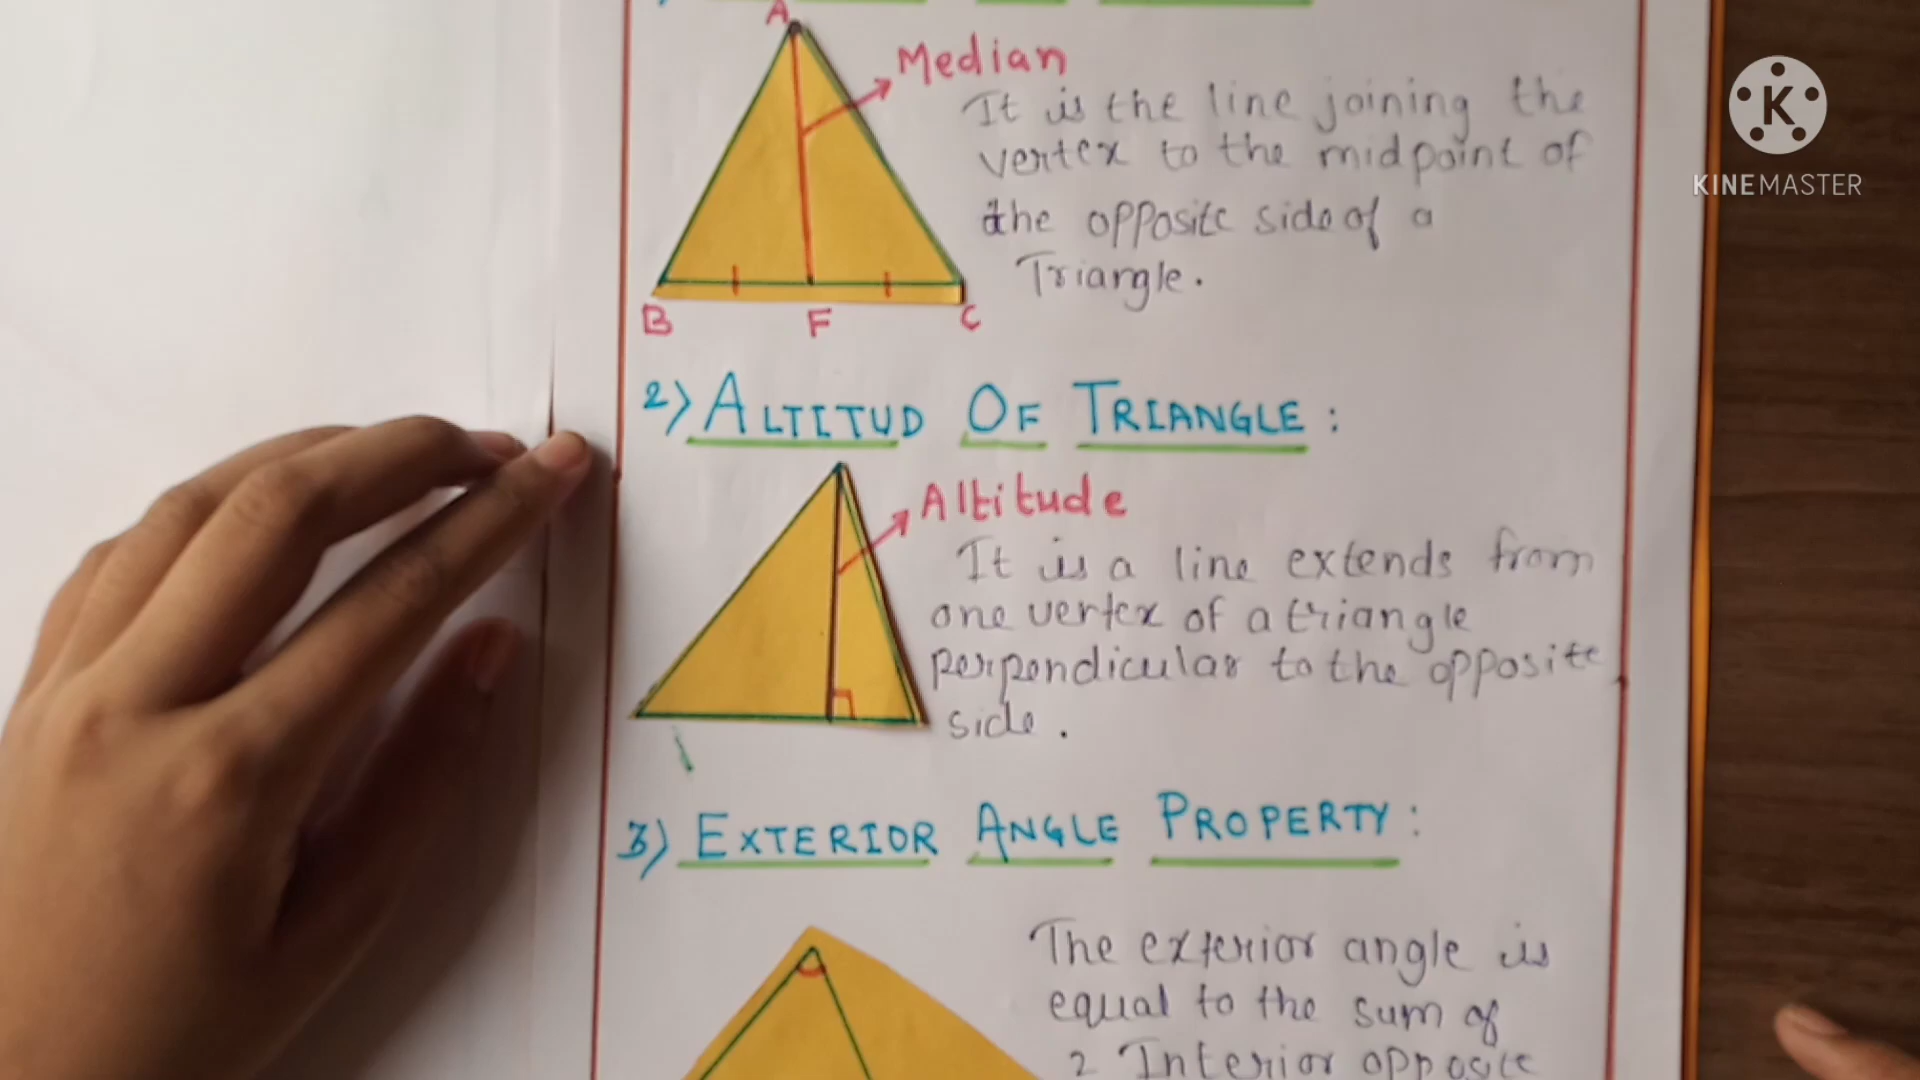 A
Median
It is the line joining the
vertex to the midpoint of
the opposite side of a
Triangle.
B F C
2) ALTITUD OF TRIANGLE:
Altitude
It is a line extends from
one vertex of a triangle
perpendicular to the opposite
side.
3) EXTERIOR ANGLE PROPERTY:
The exterior angle is
equal to the sum of
2 Interior opposite
K
KINEMASTER